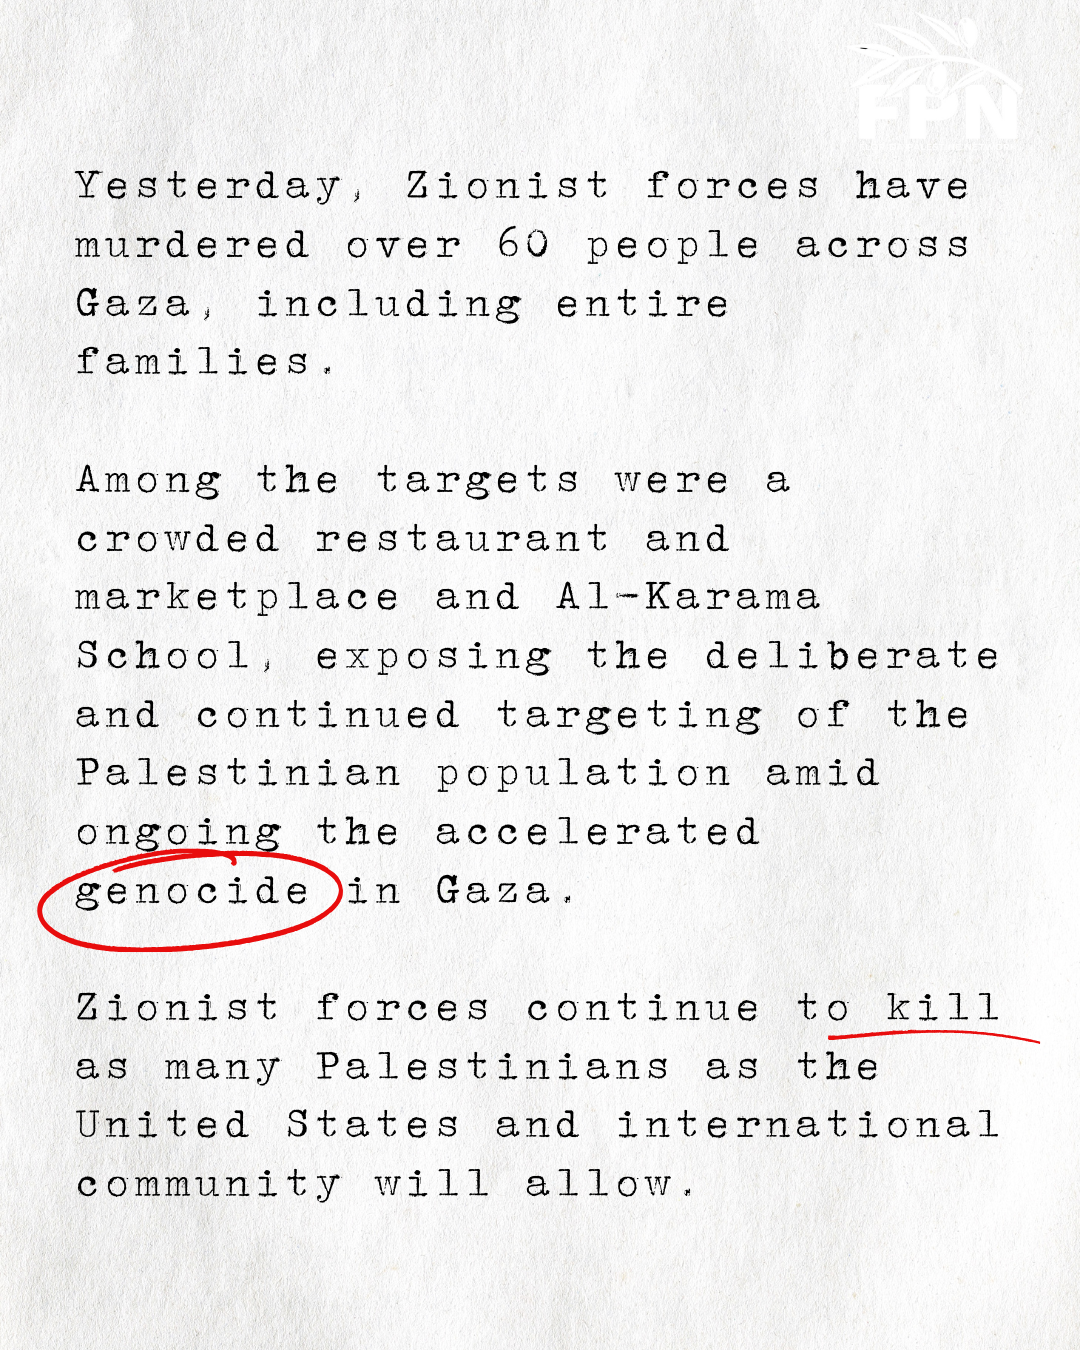 FPN
Yesterday, Zionist forces have
murdered over 60 people across
Gaza, including entire
families.
Among the targets were a
crowded restaurant and
marketplace and Al-Karama
School, exposing the deliberate
and continued targeting of the
Palestinian population amid
ongoing the accelerated
genocide in Gaza.
Zionist forces continue to kill
as many Palestinians as the
United States and international
community will allow.